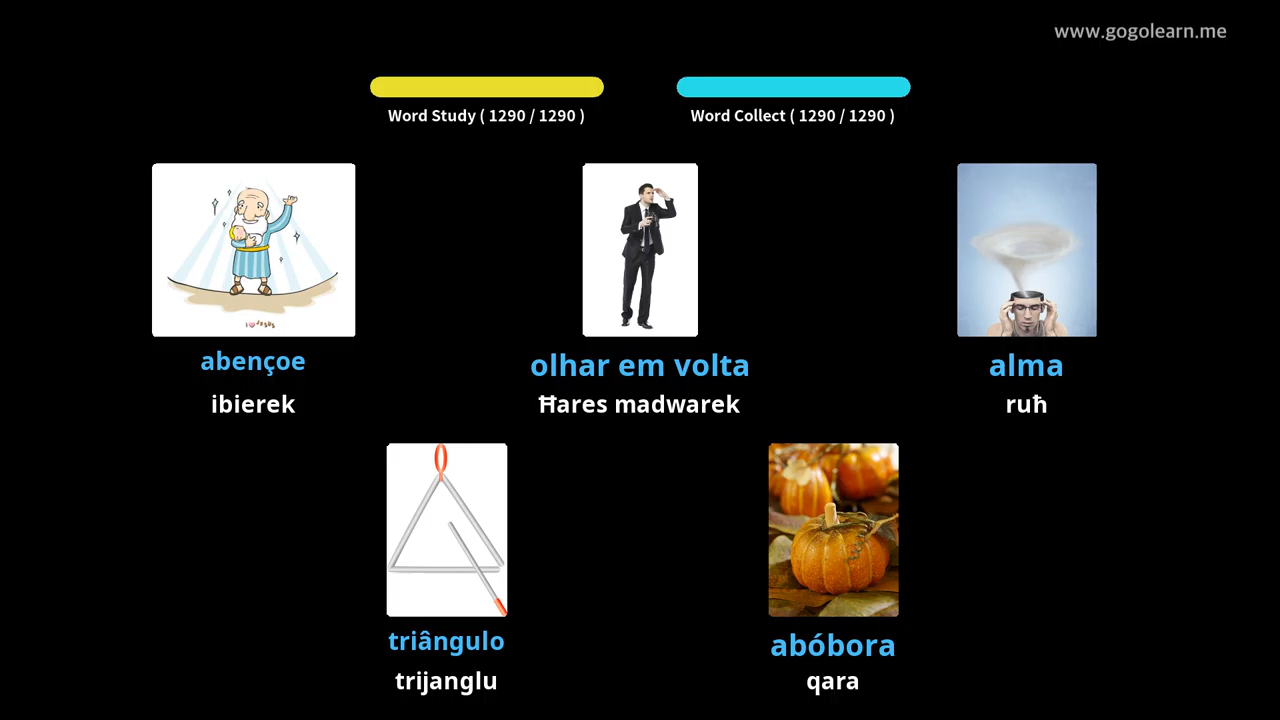 www.gogolearn.me
Word Study ( 1290 / 1290 )
Word Collect ( 1290 / 1290 )
I ♥ JESUS
abençoe
ibierek
olhar em volta
Ħares madwarek
alma
ruħ
triângulo
trijanglu
abóbora
qara